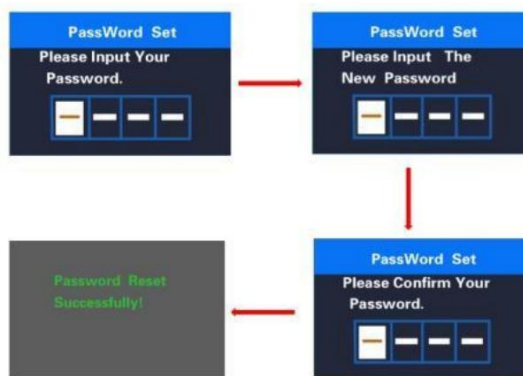 PassWord Set
Please Input Your
Password.
PassWord Set
Please Input The
New Password
PassWord Set
Please Confirm Your
Password.
Password Reset
Successfully!